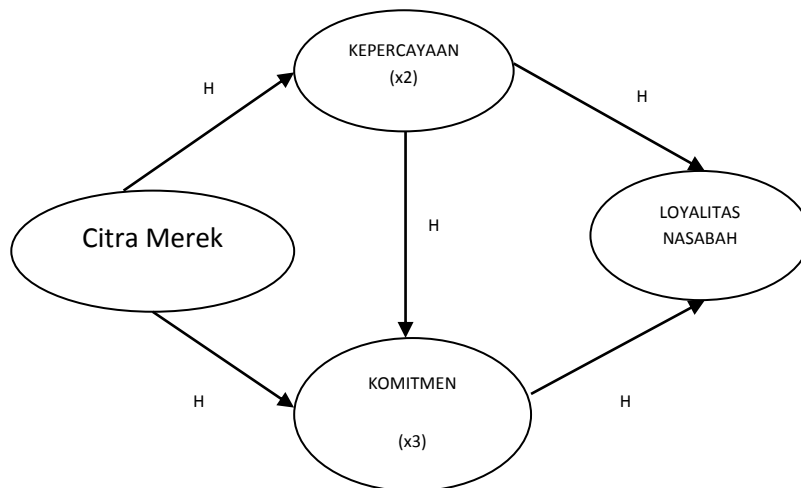 KEPERCAYAAN
(x2)
H
H
Citra Merek
LOYALITAS
NASABAH
H
KOMITMEN
(x3)
H
H